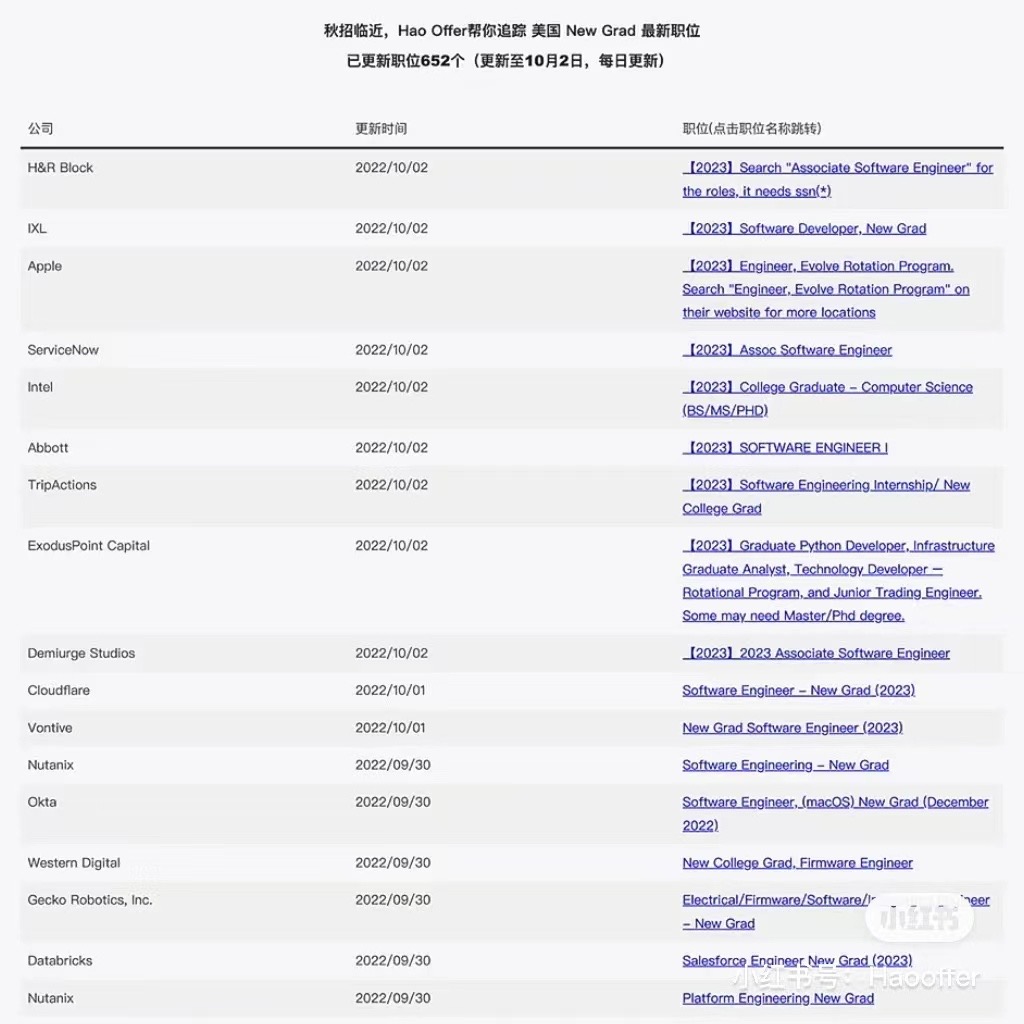 秋招临近，Hao Offer帮你追踪 美国 New Grad 最新职位
已更新职位652个（更新至10月2日，每日更新）
公司 更新时间 职位(点击职位名称跳转)
H&R Block 2022/10/02 【2023】Search "Associate Software Engineer" for
the roles, it needs ssn(*)
IXL 2022/10/02 【2023】Software Developer, New Grad
Apple 2022/10/02 【2023】Engineer, Evolve Rotation Program.
Search "Engineer, Evolve Rotation Program" on
their website for more locations
ServiceNow 2022/10/02 【2023】Assoc Software Engineer
Intel 2022/10/02 【2023】College Graduate – Computer Science
(BS/MS/PHD)
Abbott 2022/10/02 【2023】SOFTWARE ENGINEER I
TripActions 2022/10/02 【2023】Software Engineering Internship/ New
College Grad
ExodusPoint Capital 2022/10/02 【2023】Graduate Python Developer, Infrastructure
Graduate Analyst, Technology Developer —
Rotational Program, and Junior Trading Engineer.
Some may need Master/Phd degree.
Demiurge Studios 2022/10/02 【2023】2023 Associate Software Engineer
Cloudflare 2022/10/01 Software Engineer – New Grad (2023)
Vontive 2022/10/01 New Grad Software Engineer (2023)
Nutanix 2022/09/30 Software Engineering – New Grad
Okta 2022/09/30 Software Engineer, (macOS) New Grad (December
2022)
Western Digital 2022/09/30 New College Grad, Firmware Engineer
Gecko Robotics, Inc. 2022/09/30 Electrical/Firmware/Software/
– New Grad
小红书
Databricks 2022/09/30 Salesforce Engineer New Grad (2023)
小红书号：Haooffer
Nutanix 2022/09/30 Platform Engineering New Grad